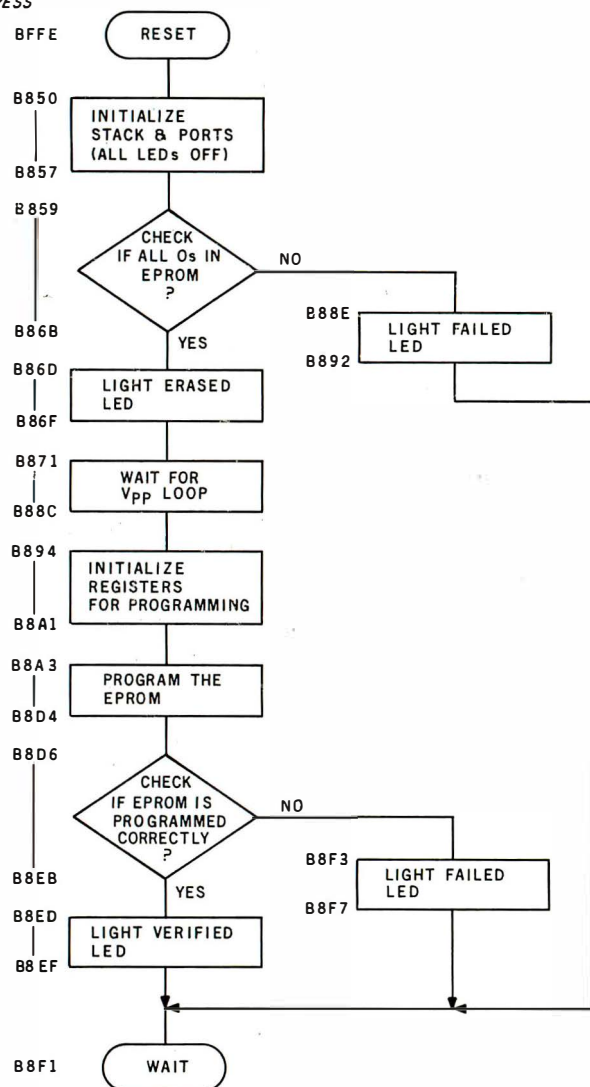 BFFE RESET
B850
INITIALIZE
STACK & PORTS
(ALL LEDs OFF)
B857
B859
CHECK
IF ALL 0s IN
EPROM
?
NO
B86B
YES
B88E
LIGHT FAILED
LED
B892
B86D
LIGHT ERASED
LED
B86F
B871
WAIT FOR
VPP LOOP
B88C
B894
INITIALIZE
REGISTERS
FOR PROGRAMMING
B8A1
B8A3
PROGRAM THE
EPROM
B8D4
B8D6
CHECK
IF EPROM IS
PROGRAMMED
CORRECTLY
?
NO
B8EB
YES
B8F3
LIGHT FAILED
LED
B8F7
B8ED
LIGHT VERIFIED
LED
B8EF
B8F1 WAIT